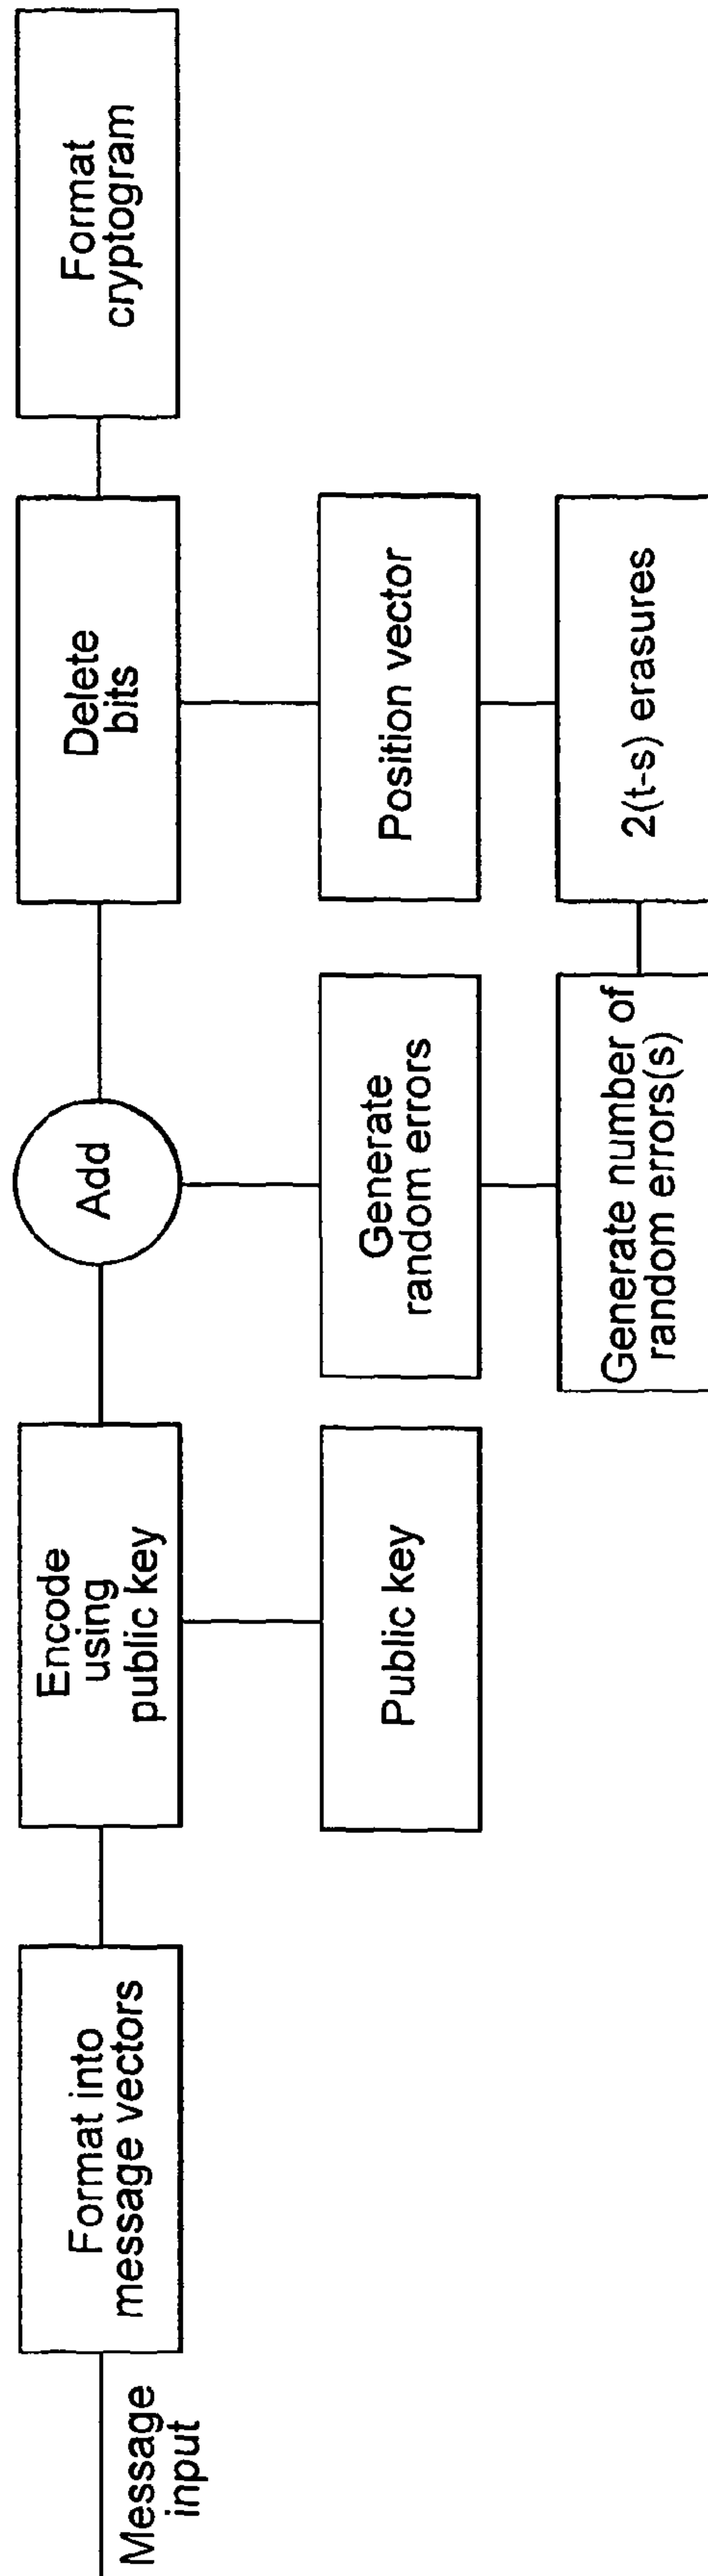 Message
input
Format into
message vectors
Encode
using
public key
Add
Delete
bits
Format
cryptogram
Public key
Generate
random errors
Position vector
Generate number of
random errors(s)
2(t-s) erasures